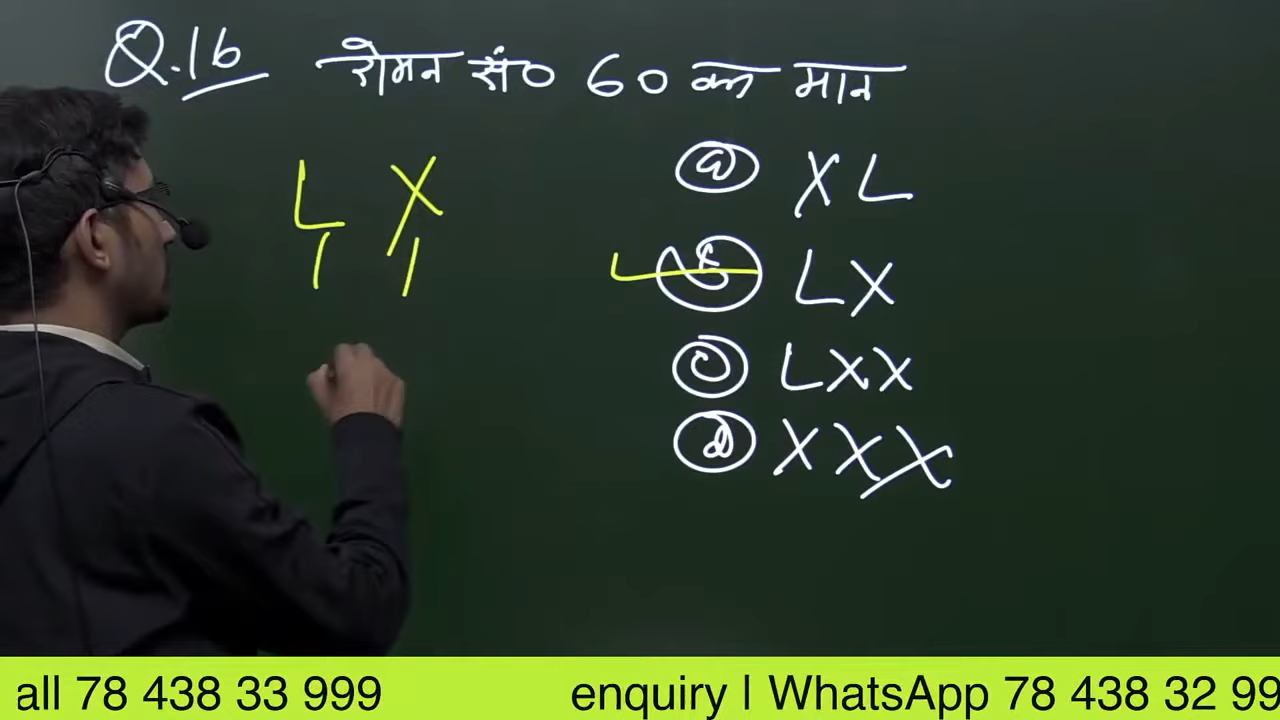 Q.16 रोमन सं० 60 का मान
L X
(a) XL
LX
(c) LXX
(d) XXX
all 78 438 33 999 enquiry | WhatsApp 78 438 32 99